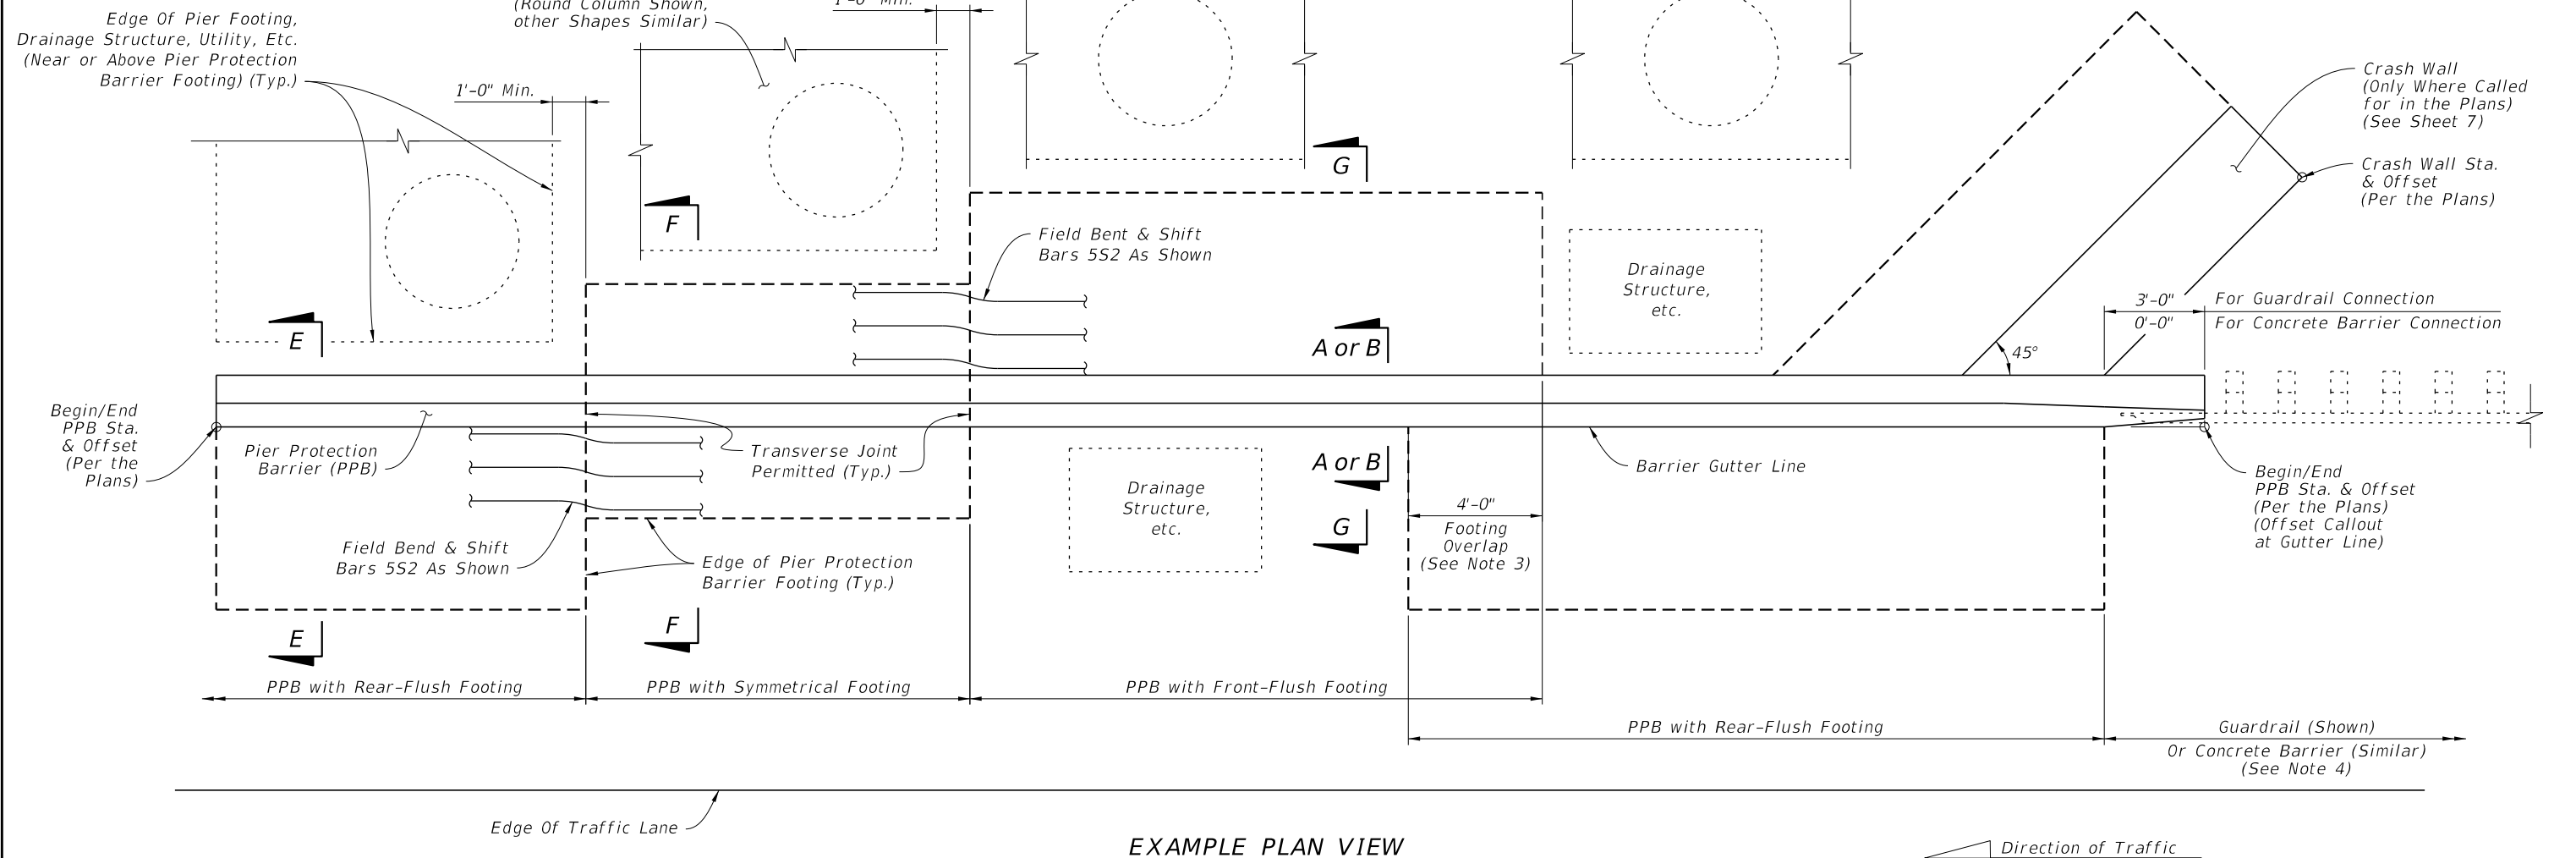 Edge Of Pier Footing,
Drainage Structure, Utility, Etc.
(Near or Above Pier Protection
Barrier Footing) (Typ.)
(Round Column Shown,
other Shapes Similar)
1'-0" Min.
1'-0" Min.
Crash Wall
(Only Where Called
for in the Plans)
(See Sheet 7)
Crash Wall Sta.
& Offset
(Per the Plans)
G
F
Field Bent & Shift
Bars 5S2 As Shown
Drainage
Structure,
etc.
E
A or B
3'-0"
For Guardrail Connection
0'-0"
For Concrete Barrier Connection
45°
Begin/End
PPB Sta.
& Offset
(Per the
Plans)
Pier Protection
Barrier (PPB)
Transverse Joint
Permitted (Typ.)
Drainage
Structure,
etc.
A or B
Barrier Gutter Line
Begin/End
PPB Sta. & Offset
(Per the Plans)
(Offset Callout
at Gutter Line)
4'-0"
Footing
Overlap
(See Note 3)
G
Field Bend & Shift
Bars 5S2 As Shown
Edge of Pier Protection
Barrier Footing (Typ.)
E
F
PPB with Rear-Flush Footing
PPB with Symmetrical Footing
PPB with Front-Flush Footing
PPB with Rear-Flush Footing
Guardrail (Shown)
Or Concrete Barrier (Similar)
(See Note 4)
Edge Of Traffic Lane
EXAMPLE PLAN VIEW
Direction of Traffic